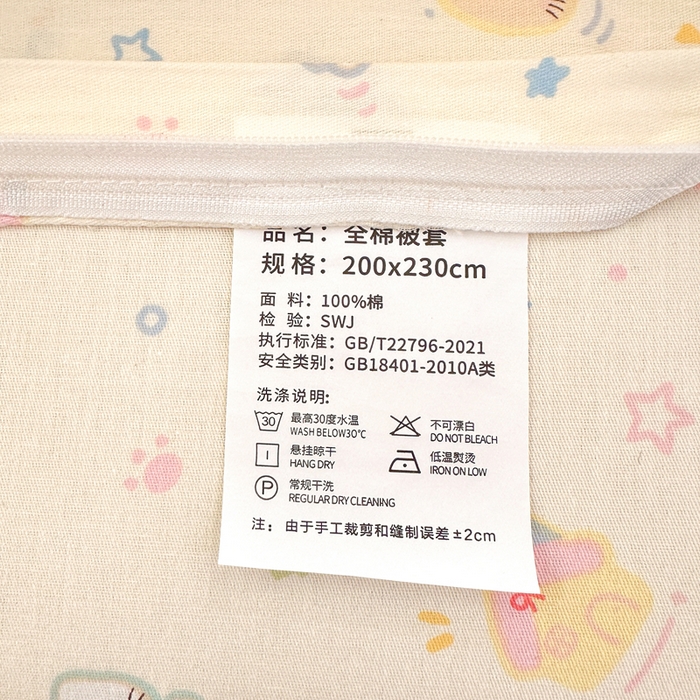 品 名：全棉被套
规 格：200x230cm
面 料：100%棉
检 验：SWJ
执行标准：GB/T22796-2021
安全类别：GB18401-2010A类
洗涤说明:
30 最高30度水温
WASH BELOW30℃
不可漂白
DO NOT BLEACH
悬挂晾干
HANG DRY
低温熨烫
IRON ON LOW
P 常规干洗
REGULAR DRY CLEANING
注：由于手工裁剪和缝制误差±2cm